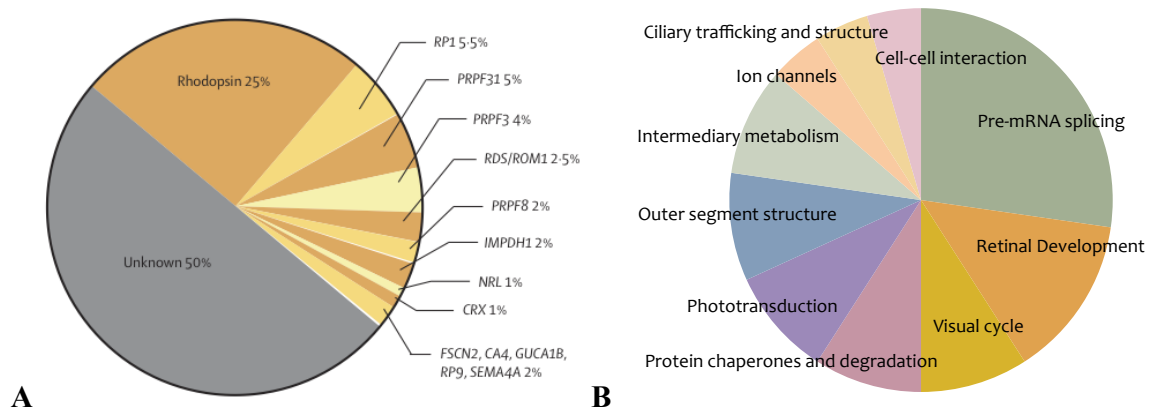 Rhodopsin 25%
Unknown 50%
RP1 5·5%
PRPF31 5%
PRPF3 4%
RDS/ROM1 2·5%
PRPF8 2%
IMPDH1 2%
NRL 1%
CRX 1%
FSCN2, CA4, GUCA1B,
RP9, SEMA4A 2%
A
Ciliary trafficking and structure
Cell-cell interaction
Ion channels
Pre-mRNA splicing
Intermediary metabolism
Outer segment structure
Retinal Development
Phototransduction
Visual cycle
Protein chaperones and degradation
B